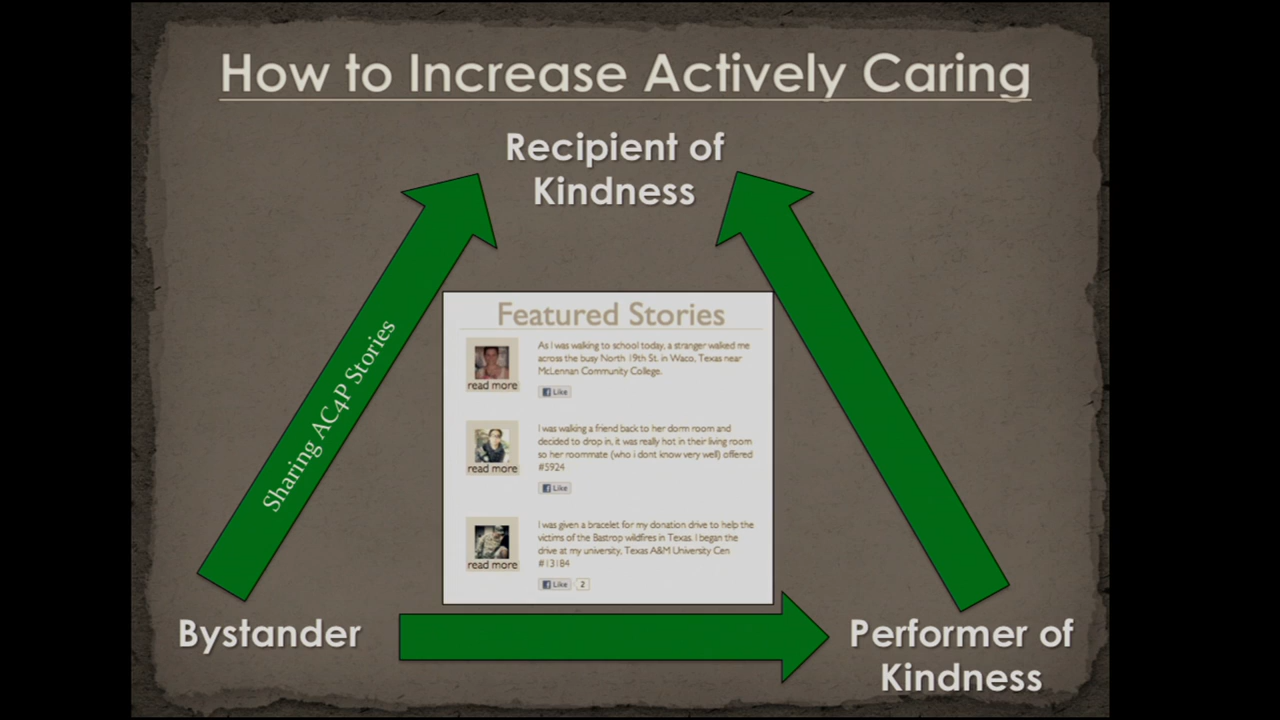 How to Increase Actively Caring
Recipient of
Kindness
Sharing AC4P Stories
Featured Stories
As I was walking to school today, a stranger walked me
across the busy North 19th St. in Waco, Texas near
McLennan Community College.
read more
Like
I was walking a friend back to her dorm room and
decided to drop in, it was really hot in their living room
so her roommate (who i dont know very well) offered
#5924
read more
Like
I was given a bracelet for my donation drive to help the
victims of the Bastrop wildfires in Texas. I began the
drive at my university, Texas A&M University Cen
#13184
read more
Like 2
Bystander
Performer of
Kindness